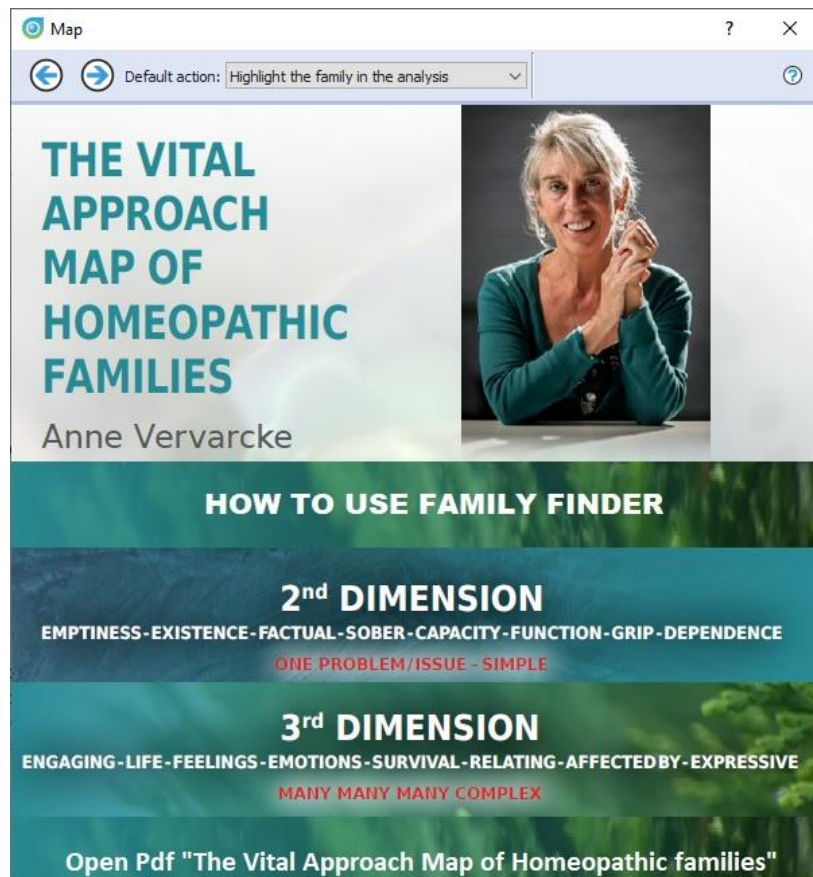 Map
Default action: Highlight the family in the analysis
THE VITAL
APPROACH
MAP OF
HOMEOPATHIC
FAMILIES
Anne Vervarcke
HOW TO USE FAMILY FINDER
2nd DIMENSION
EMPTINESS-EXISTENCE-FACTUAL-SOBER-CAPACITY-FUNCTION-GRIP-DEPENDENCE
ONE PROBLEM/ISSUE - SIMPLE
3rd DIMENSION
ENGAGING-LIFE-FEELINGS-EMOTIONS-SURVIVAL-RELATING-AFFECTED BY-EXPRESSIVE
MANY MANY MANY COMPLEX
Open Pdf "The Vital Approach Map of Homeopathic families"